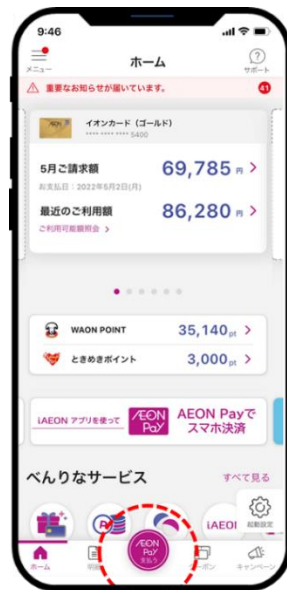 9:46
メニュー
ホーム
サポート
重要なお知らせが届いています。
41
イオンカード（ゴールド）
**** **** **** 5400
5月ご請求額
69,785 円
お支払日：2022年5月2日(月)
最近のご利用額
86,280 円
ご利用可能額照会
WAON POINT
35,140 pt
ときめきポイント
3,000 pt
iAEON アプリを使って
AEON Pay
AEON Payで
スマホ決済
べんりなサービス
すべて見る
iAEO
起動設定
ホーム
AEON Pay
支払う
キャンペーン